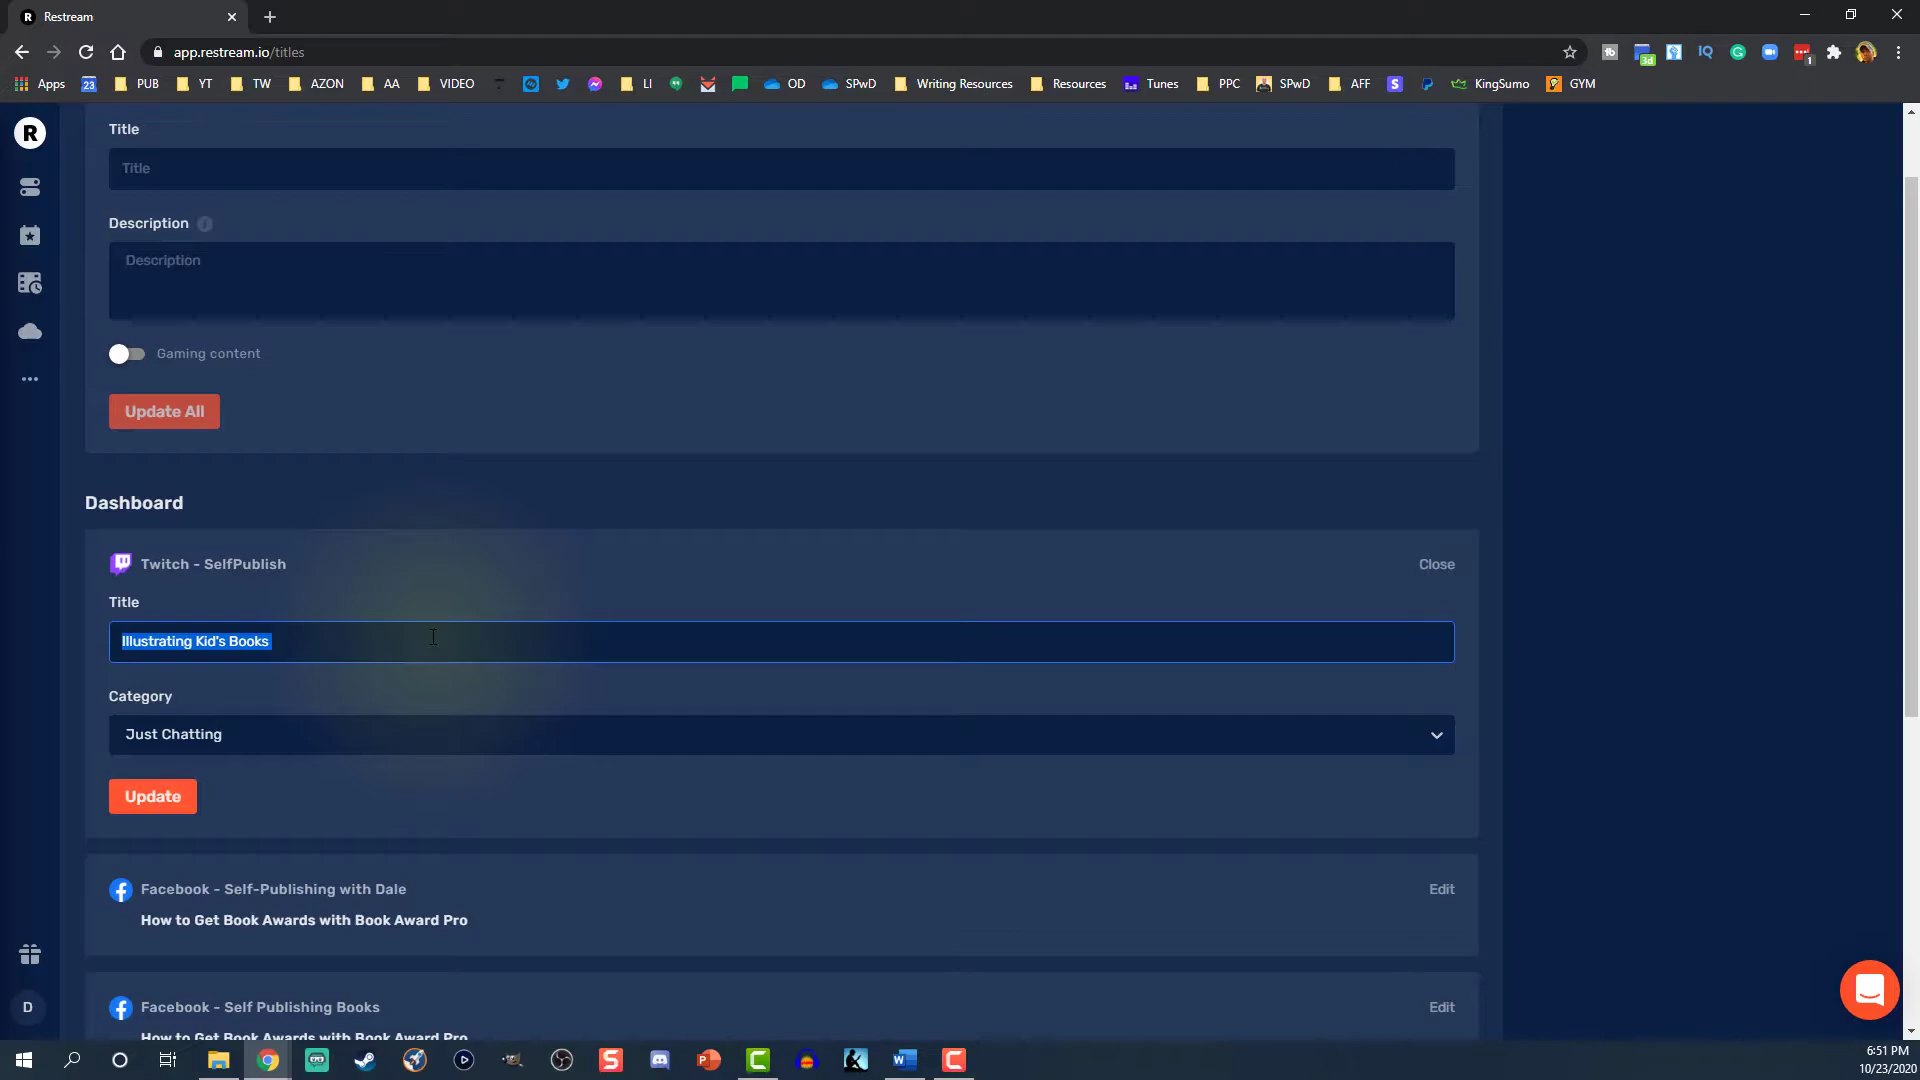 R
Restream
app.restream.io/titles
IQ
3d
1
Apps
23
PUB
YT
TW
AZON
AA
VIDEO
LI
OD
SPwD
Writing Resources
Resources
Tunes
PPC
SPwD
AFF
S
KingSumo
GYM
R
Title
Title
Description i
Description
Gaming content
Update All
Dashboard
Twitch - SelfPublish
Close
Title
Illustrating Kid's Books
Category
Just Chatting
Update
Facebook - Self-Publishing with Dale
Edit
How to Get Book Awards with Book Award Pro
Facebook - Self Publishing Books
Edit
How to Get Book Awards with Book Award Pro
D
6:51 PM
10/23/2020